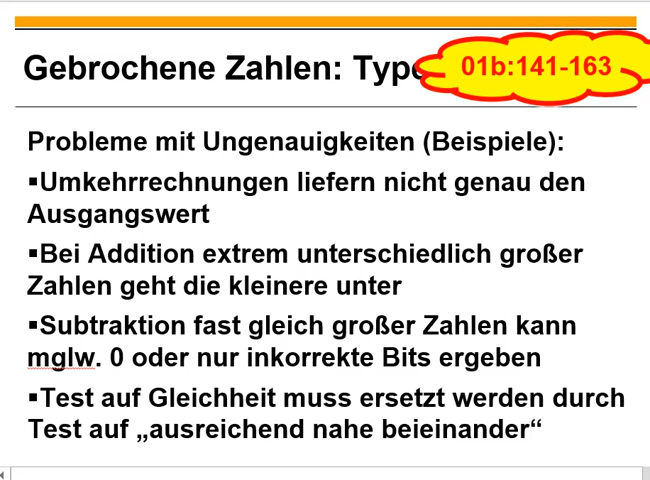 Gebrochene Zahlen: Type
01b:141-163
Probleme mit Ungenauigkeiten (Beispiele):
▪Umkehrrechnungen liefern nicht genau den
Ausgangswert
▪Bei Addition extrem unterschiedlich großer
Zahlen geht die kleinere unter
▪Subtraktion fast gleich großer Zahlen kann
mglw. 0 oder nur inkorrekte Bits ergeben
▪Test auf Gleichheit muss ersetzt werden durch
Test auf „ausreichend nahe beieinander“